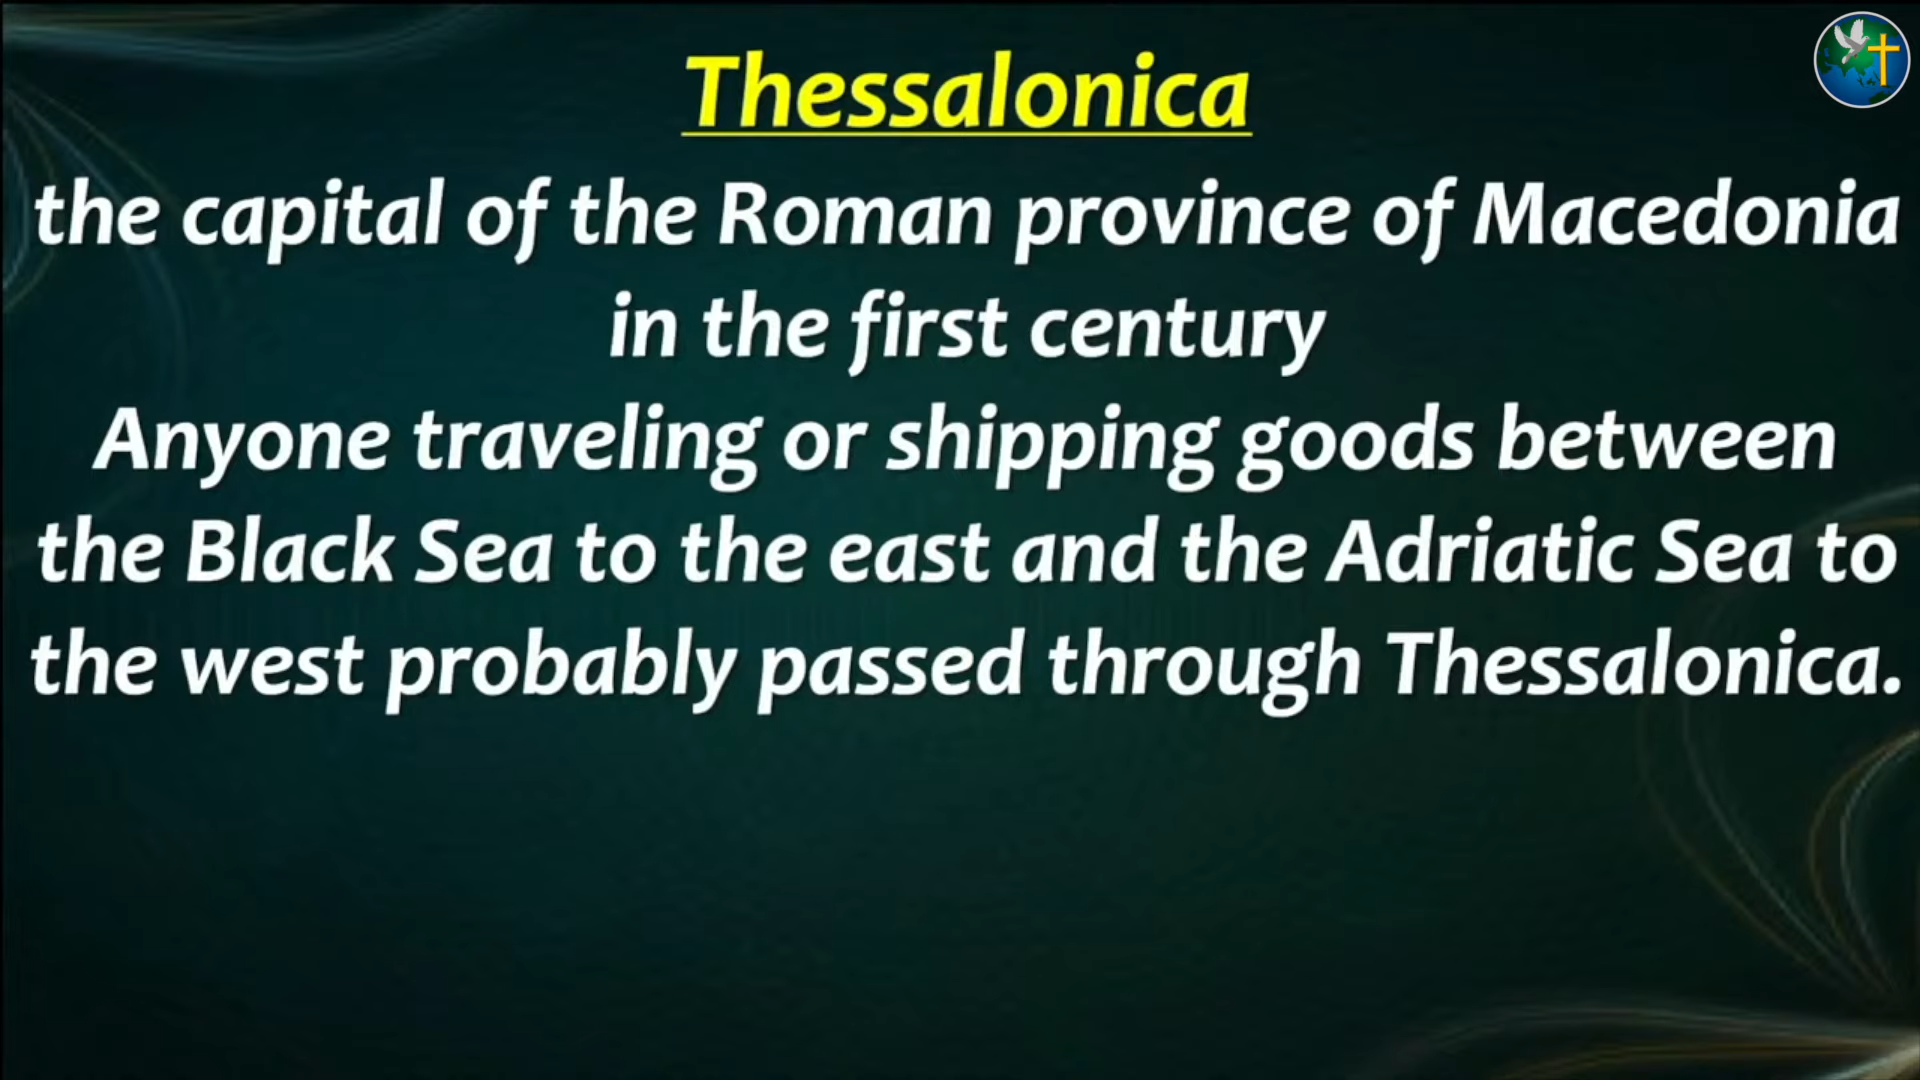 Thessalonica
the capital of the Roman province of Macedonia
in the first century
Anyone traveling or shipping goods between
the Black Sea to the east and the Adriatic Sea to
the west probably passed through Thessalonica.